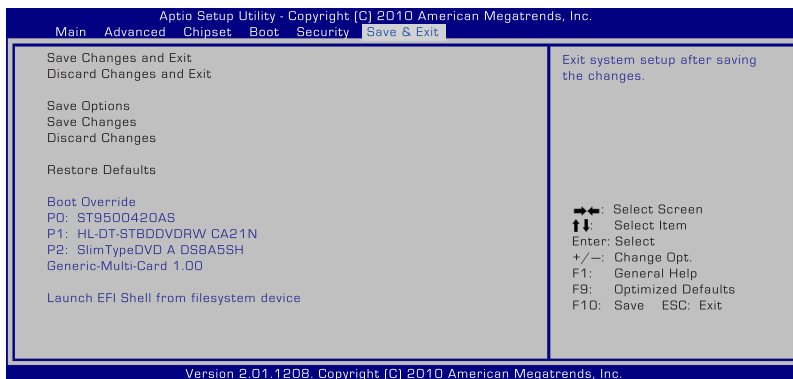 Aptio Setup Utility - Copyright (C) 2010 American Megatrends, Inc.
Main Advanced Chipset Boot Security Save & Exit
Save Changes and Exit
Discard Changes and Exit
Save Options
Save Changes
Discard Changes
Restore Defaults
Boot Override
P0: ST9500420AS
P1: HL-DT-STBDDVDRW CA21N
P2: SlimTypeDVD A DS8A5SH
Generic-Multi-Card 1.00
Launch EFI Shell from filesystem device
Exit system setup after saving
the changes.
→←: Select Screen
↑↓: Select Item
Enter: Select
+/—: Change Opt.
F1: General Help
F9: Optimized Defaults
F10: Save ESC: Exit
Version 2.01.1208. Copyright (C) 2010 American Megatrends, Inc.